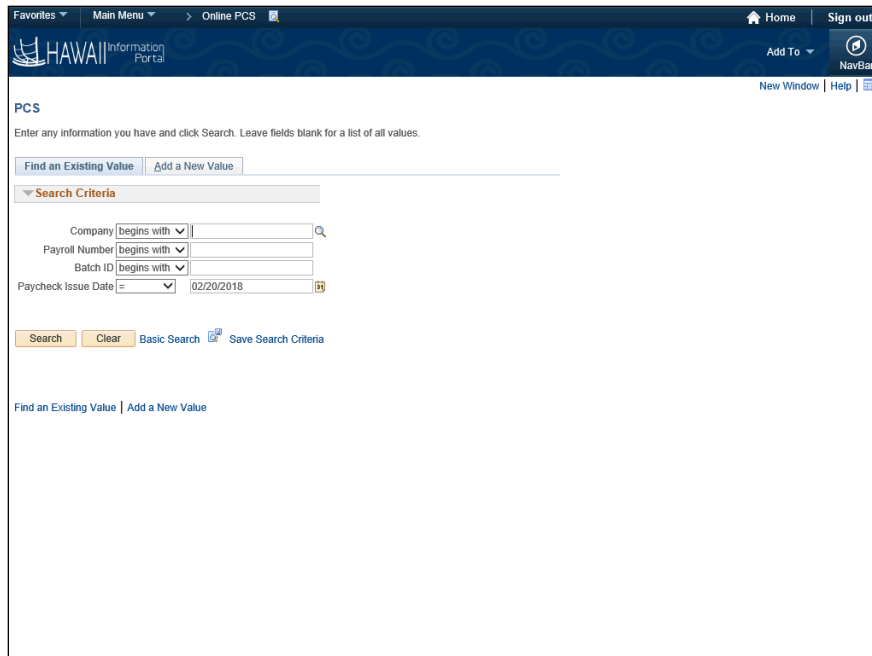 Favorites Main Menu > Online PCS Home Sign out
HAWAII Information Portal Add To NavBar
New Window | Help |
PCS
Enter any information you have and click Search. Leave fields blank for a list of all values.
Find an Existing Value Add a New Value
Search Criteria
Company begins with
Payroll Number begins with
Batch ID begins with
Paycheck Issue Date = 02/20/2018 31
Search Clear Basic Search Save Search Criteria
Find an Existing Value | Add a New Value